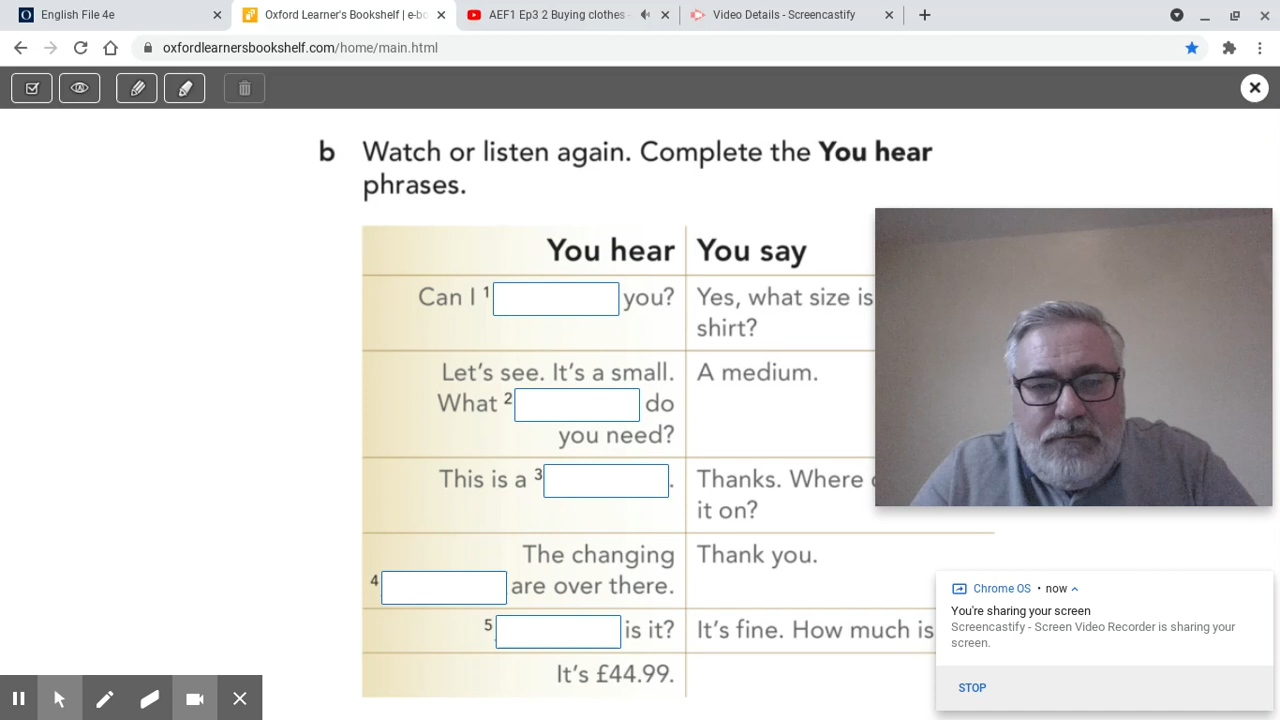 English File 4e
Oxford Learner's Bookshelf | e-bo
AEF1 Ep3 2 Buying clothes -
Video Details - Screencastify
oxfordlearnersbookshelf.com/home/main.html
b Watch or listen again. Complete the You hear
phrases.
You hear You say
Can I 1 you? Yes, what size is
shirt?
Let's see. It's a small. A medium.
What 2 do
you need?
This is a 3 . Thanks. Where
it on?
The changing Thank you.
4 are over there.
5 is it? It's fine. How much is
It's £44.99.
Chrome OS • now
You're sharing your screen
Screencastify - Screen Video Recorder is sharing your
screen.
STOP